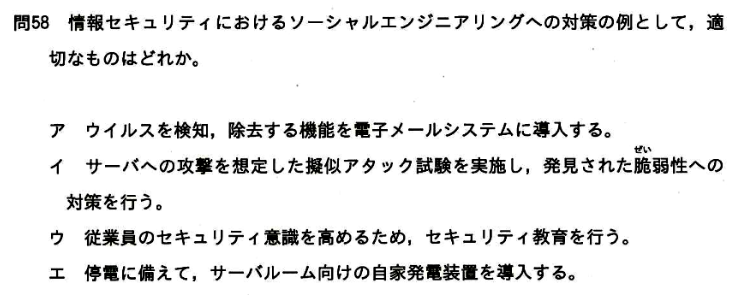 問58 情報セキュリティにおけるソーシャルエンジニアリングへの対策の例として，適
切なものはどれか。
ア ウイルスを検知，除去する機能を電子メールシステムに導入する。
イ サーバへの攻撃を想定した擬似アタック試験を実施し，発見された脆弱性への
ぜい
対策を行う。
ウ 従業員のセキュリティ意識を高めるため，セキュリティ教育を行う。
エ 停電に備えて，サーバルーム向けの自家発電装置を導入する。